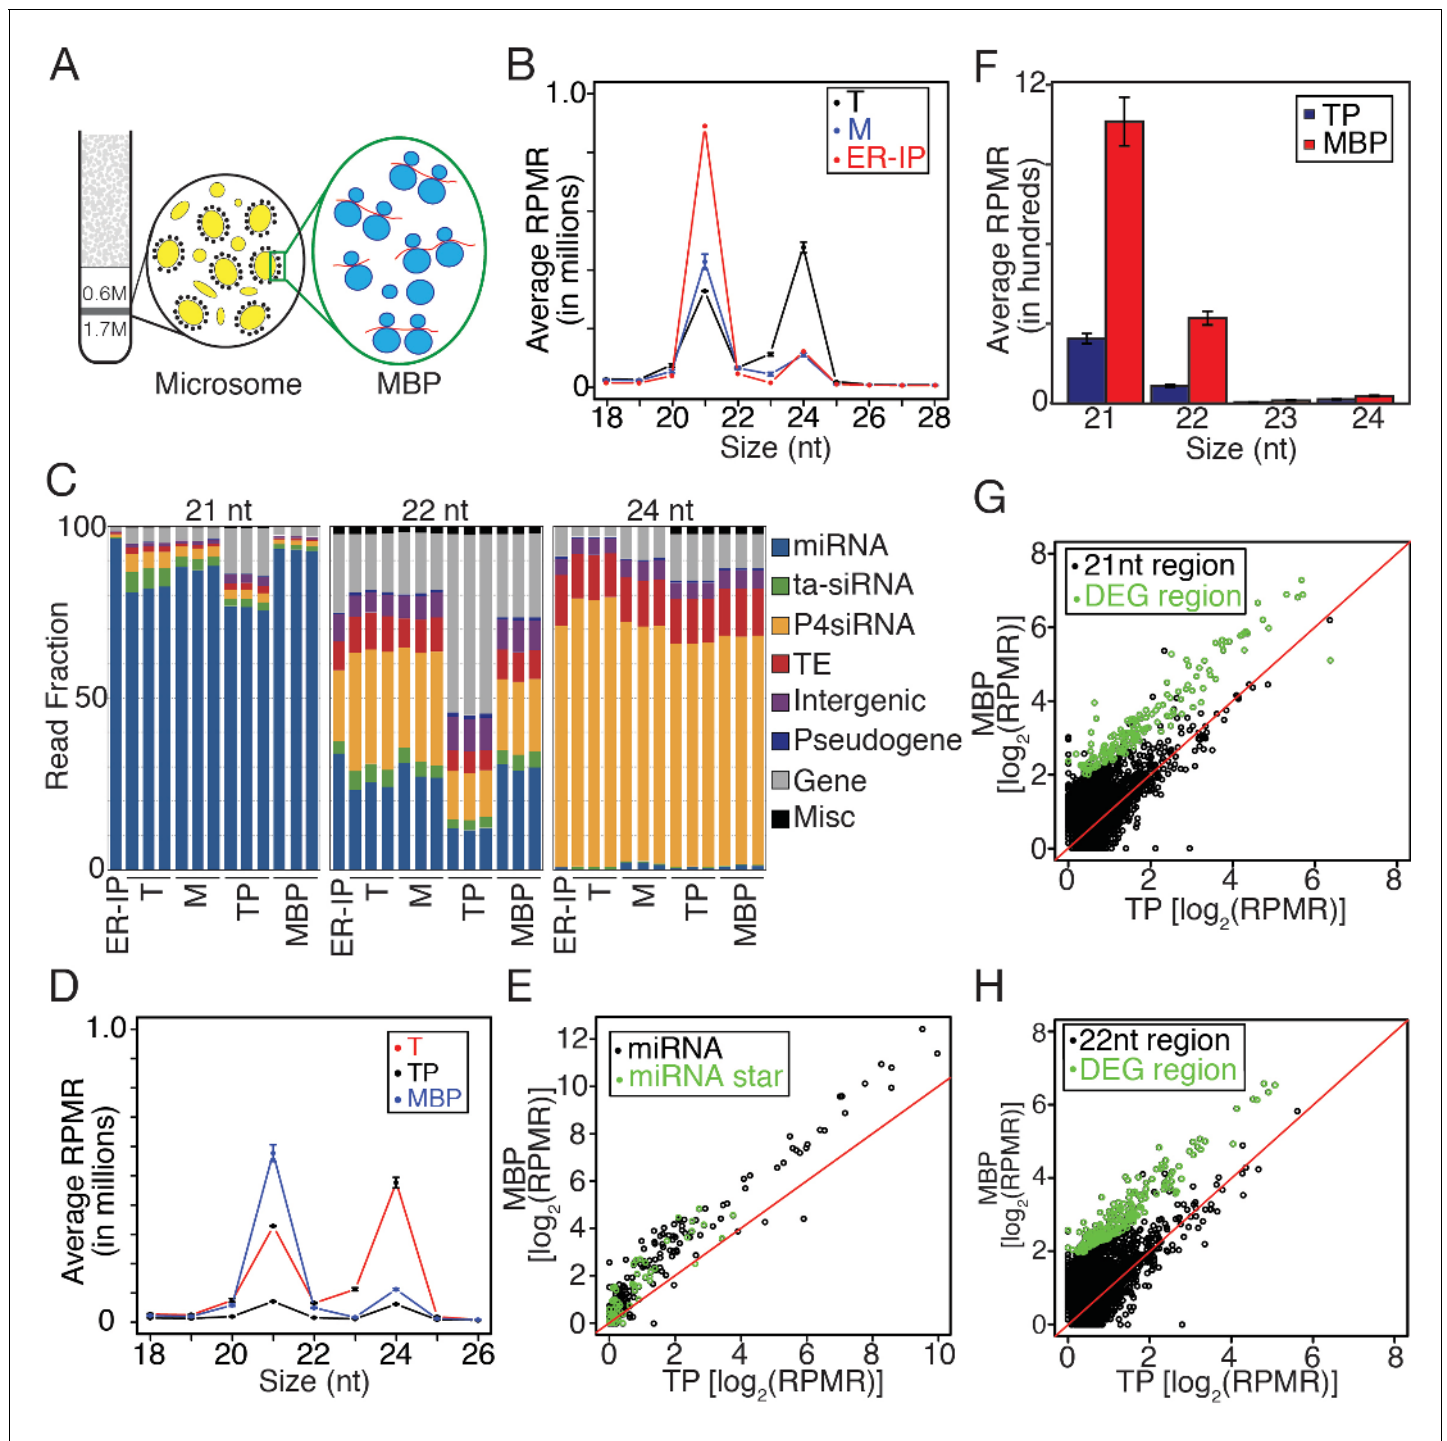 A
0.6M
1.7M
Microsome
MBP
B
Average RPMR
(in millions)
1.0
0
T
M
ER-IP
18 20 22 24 26 28
Size (nt)
F
Average RPMR
(in hundreds)
12
0
TP
MBP
21 22 23 24
Size (nt)
C
21 nt 22 nt 24 nt
Read Fraction
100
50
0
miRNA
ta-siRNA
P4siRNA
TE
Intergenic
Pseudogene
Gene
Misc
ER-IP T M TP MBP ER-IP T M TP MBP ER-IP T M TP MBP
G
MBP
[log2(RPMR)]
8
6
4
2
0
21nt region
DEG region
0 2 4 6 8
TP [log2(RPMR)]
D
Average RPMR
(in millions)
1.0
0
T
TP
MBP
18 20 22 24 26
Size (nt)
E
MBP
[log2(RPMR)]
12
10
8
6
4
2
0
miRNA
miRNA star
0 2 4 6 8 10
TP [log2(RPMR)]
H
MBP
[log2(RPMR)]
8
6
4
2
0
22nt region
DEG region
0 2 4 6 8
TP [log2(RPMR)]